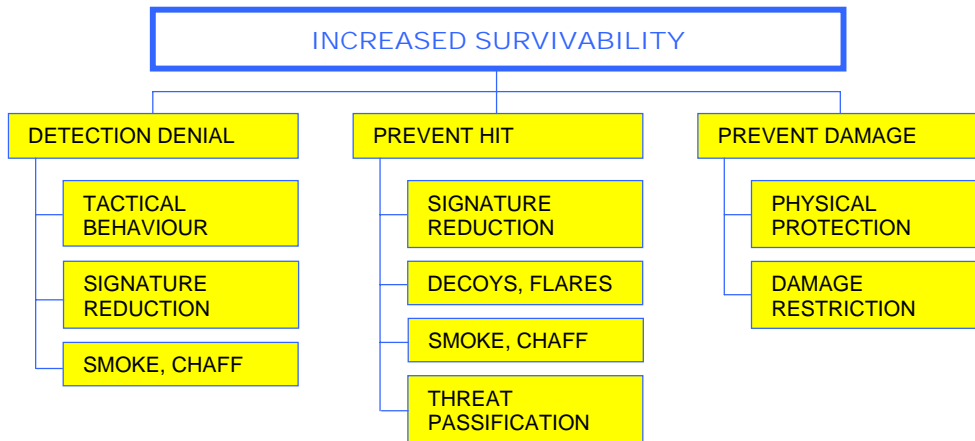 INCREASED SURVIVABILITY
DETECTION DENIAL
TACTICAL
BEHAVIOUR
SIGNATURE
REDUCTION
SMOKE, CHAFF
PREVENT HIT
SIGNATURE
REDUCTION
DECOYS, FLARES
SMOKE, CHAFF
THREAT
PASSIFICATION
PREVENT DAMAGE
PHYSICAL
PROTECTION
DAMAGE
RESTRICTION